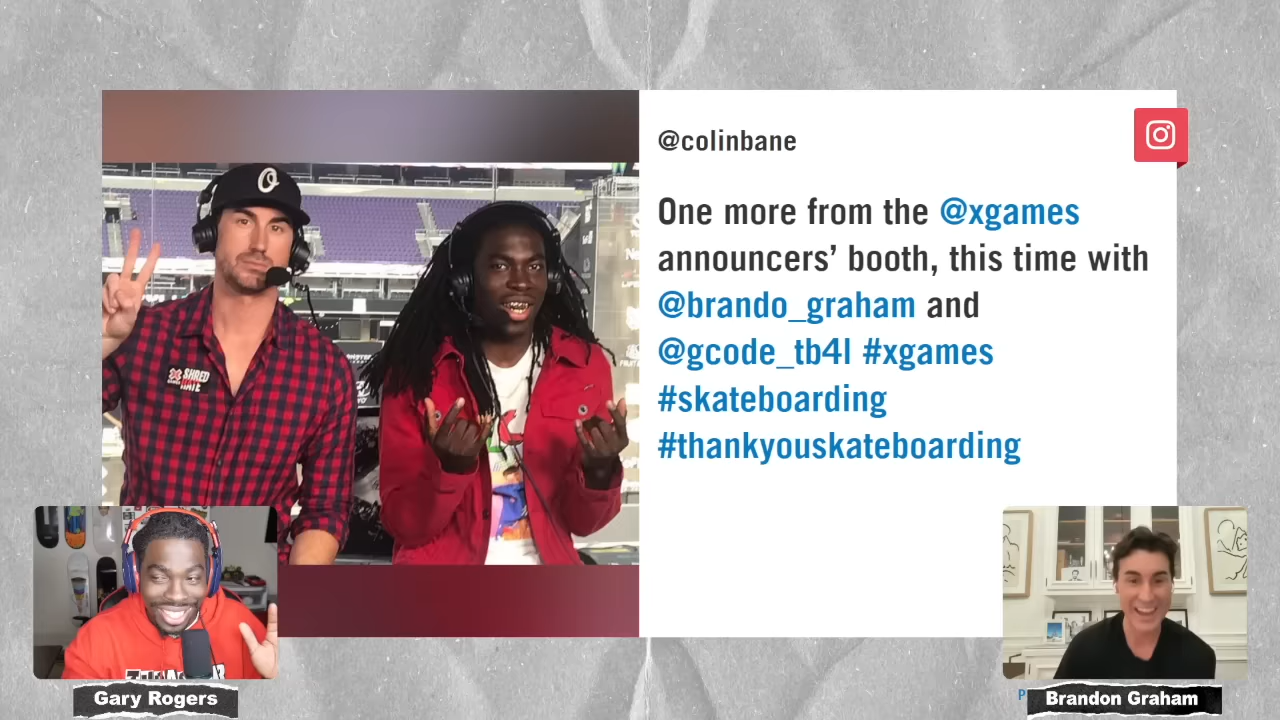 @colinbane
One more from the @xgames
announcers’ booth, this time with
@brando_graham and
@gcode_tb4l #xgames
#skateboarding
#thankyouskateboarding
SHRED
HATE
Gary Rogers
P
Brandon Graham